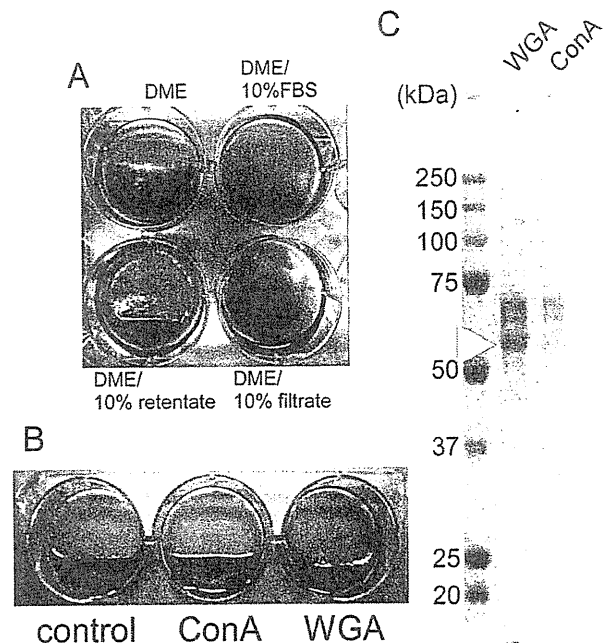 A
DME
DME/
10%FBS
DME/
10% retentate
DME/
10% filtrate
B
control
ConA
WGA
C
WGA
ConA
(kDa)
250
150
100
75
50
37
25
20